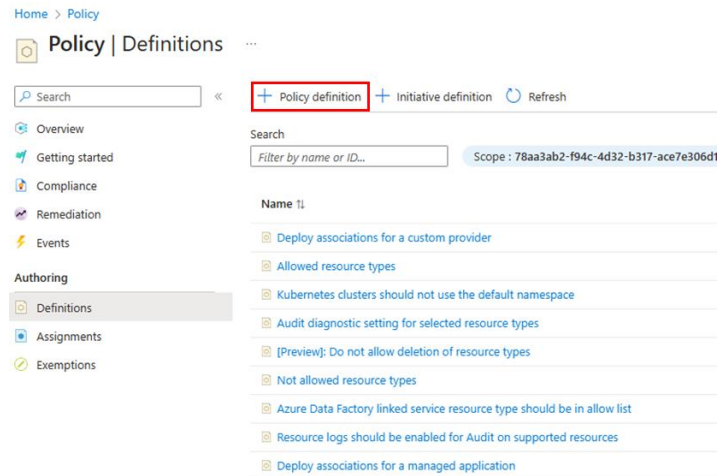 Home > Policy
Policy | Definitions ...
Search «
Overview
Getting started
Compliance
Remediation
Events
Authoring
Definitions
Assignments
Exemptions
+ Policy definition + Initiative definition Refresh
Search
Filter by name or ID...
Scope : 78aa3ab2-f94c-4d32-b317-ace7e306d1
Name ↑↓
Deploy associations for a custom provider
Allowed resource types
Kubernetes clusters should not use the default namespace
Audit diagnostic setting for selected resource types
[Preview]: Do not allow deletion of resource types
Not allowed resource types
Azure Data Factory linked service resource type should be in allow list
Resource logs should be enabled for Audit on supported resources
Deploy associations for a managed application